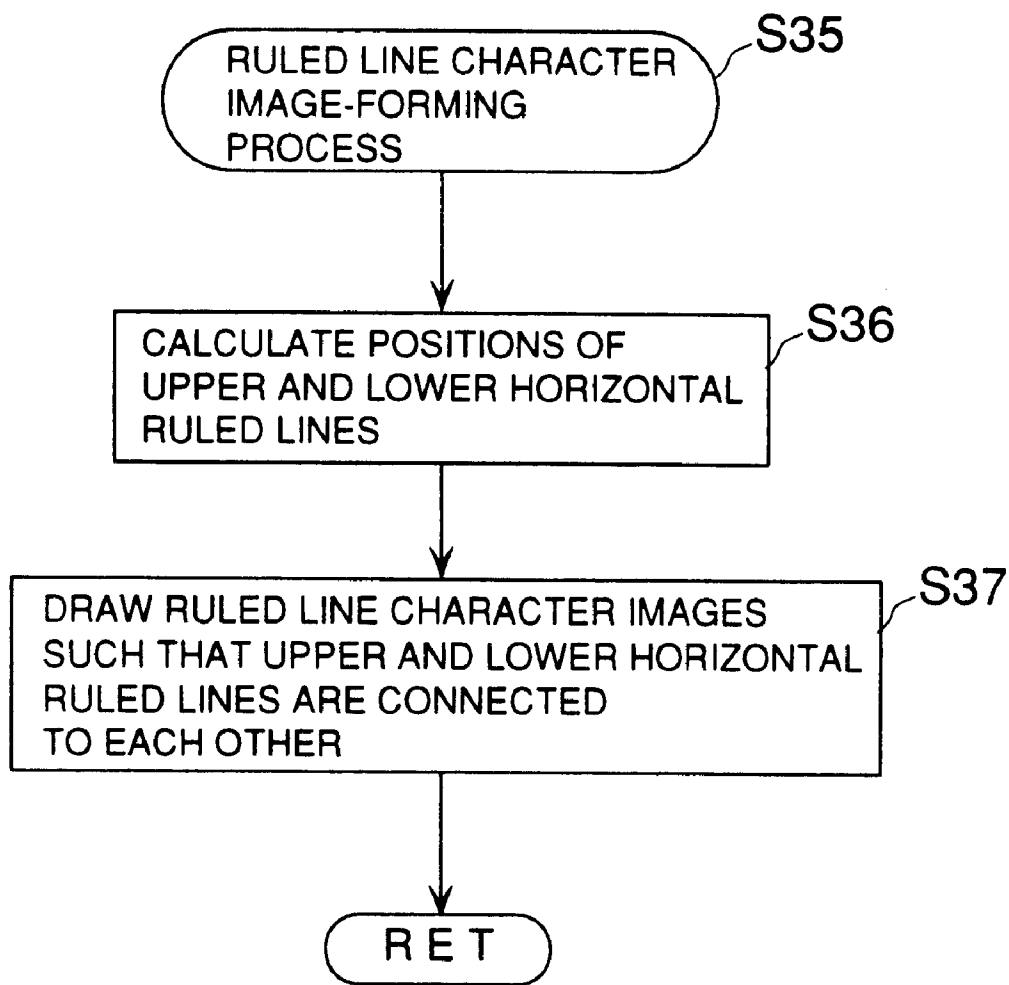 S35
RULED LINE CHARACTER
IMAGE-FORMING
PROCESS
S36
CALCULATE POSITIONS OF
UPPER AND LOWER HORIZONTAL
RULED LINES
S37
DRAW RULED LINE CHARACTER IMAGES
SUCH THAT UPPER AND LOWER HORIZONTAL
RULED LINES ARE CONNECTED
TO EACH OTHER
RET